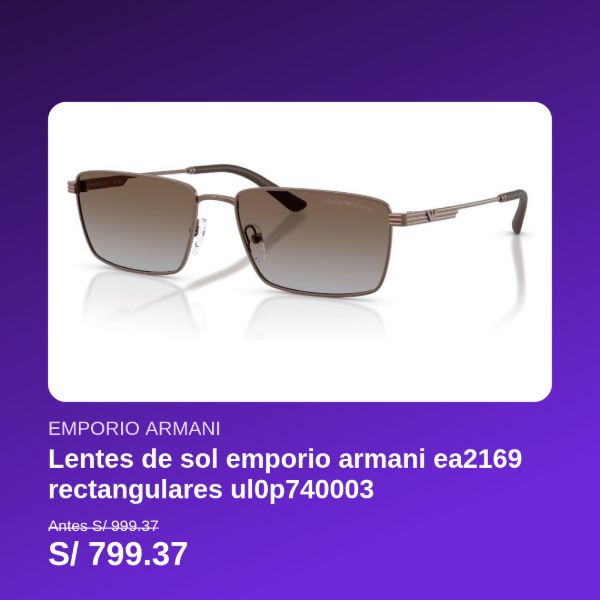 EMPORIO ARMANI
Lentes de sol emporio armani ea2169
rectangulares ul0p740003
Antes S/ 999.37
S/ 799.37